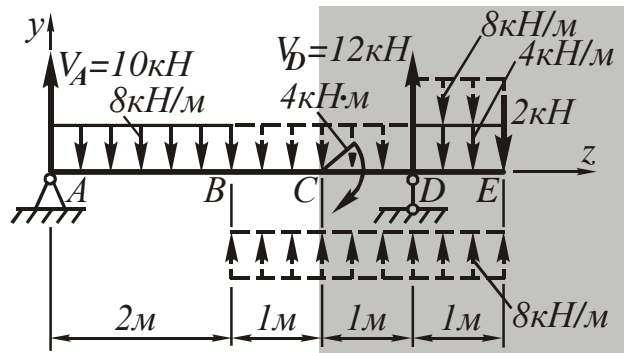 y
V_A=10кН
8кН/м
V_D=12кН
4кН·м
8кН/м
4кН/м
2кН
z
A
B
C
D
E
8кН/м
2м
1м
1м
1м